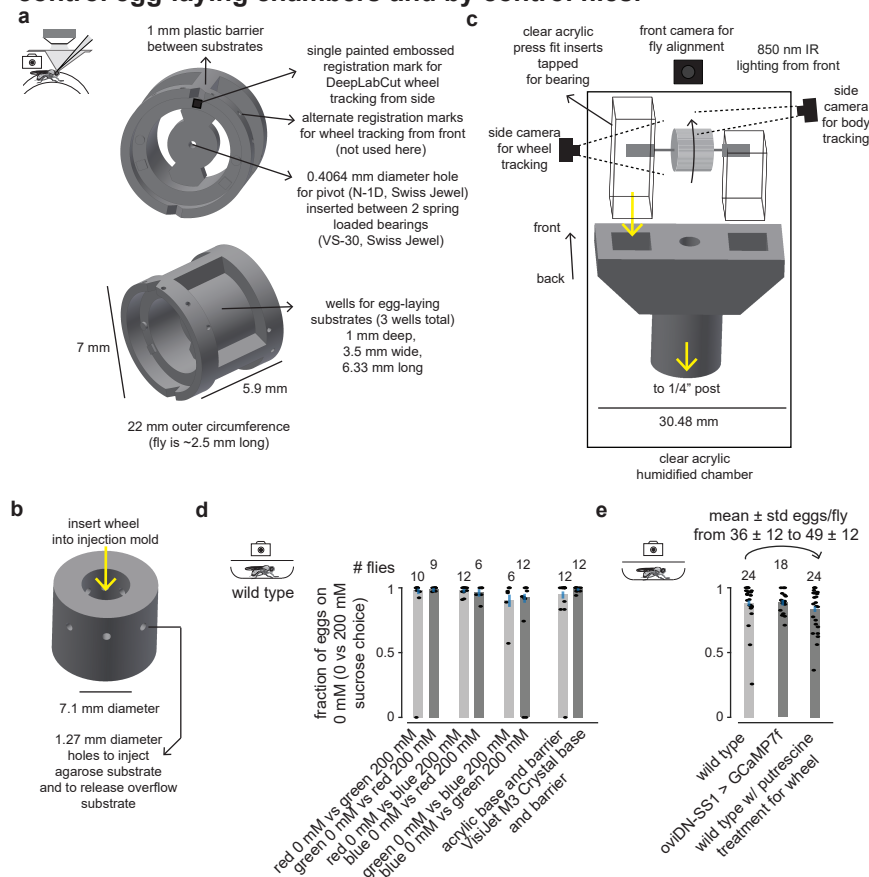 control egg-laying chambers and by control flies.
a
1 mm plastic barrier
between substrates
single painted embossed
registration mark for
DeepLabCut wheel
tracking from side
alternate registration marks
for wheel tracking from front
(not used here)
0.4064 mm diameter hole
for pivot (N-1D, Swiss Jewel)
inserted between 2 spring
loaded bearings
(VS-30, Swiss Jewel)
wells for egg-laying
substrates (3 wells total)
1 mm deep,
3.5 mm wide,
6.33 mm long
7 mm
5.9 mm
22 mm outer circumference
(fly is ~2.5 mm long)
c
clear acrylic
press fit inserts
tapped
for bearing
front camera for
fly alignment
850 nm IR
lighting from front
side
camera
for body
tracking
side camera
for wheel
tracking
front
back
to 1/4" post
30.48 mm
clear acrylic
humidified chamber
b
insert wheel
into injection mold
7.1 mm diameter
1.27 mm diameter
holes to inject
agarose substrate
and to release overflow
substrate
d
wild type
# flies
10 9 12 6 6 12 12 12
fraction of eggs on
0 mM (0 vs 200 mM
sucrose choice)
1
0.5
0
red 0 mM vs green 200 mM
green 0 mM vs red 200 mM
red 0 mM vs blue 200 mM
blue 0 mM vs red 200 mM
green 0 mM vs blue 200 mM
blue 0 mM vs green 200 mM
acrylic base and barrier
VisiJet M3 Crystal base
and barrier
e
mean ± std eggs/fly
from 36 ± 12 to 49 ± 12
24 18 24
1
0.5
0
wild type
oviDN-SS1 > GCaMP7f
wild type w/ putrescine
treatment for wheel